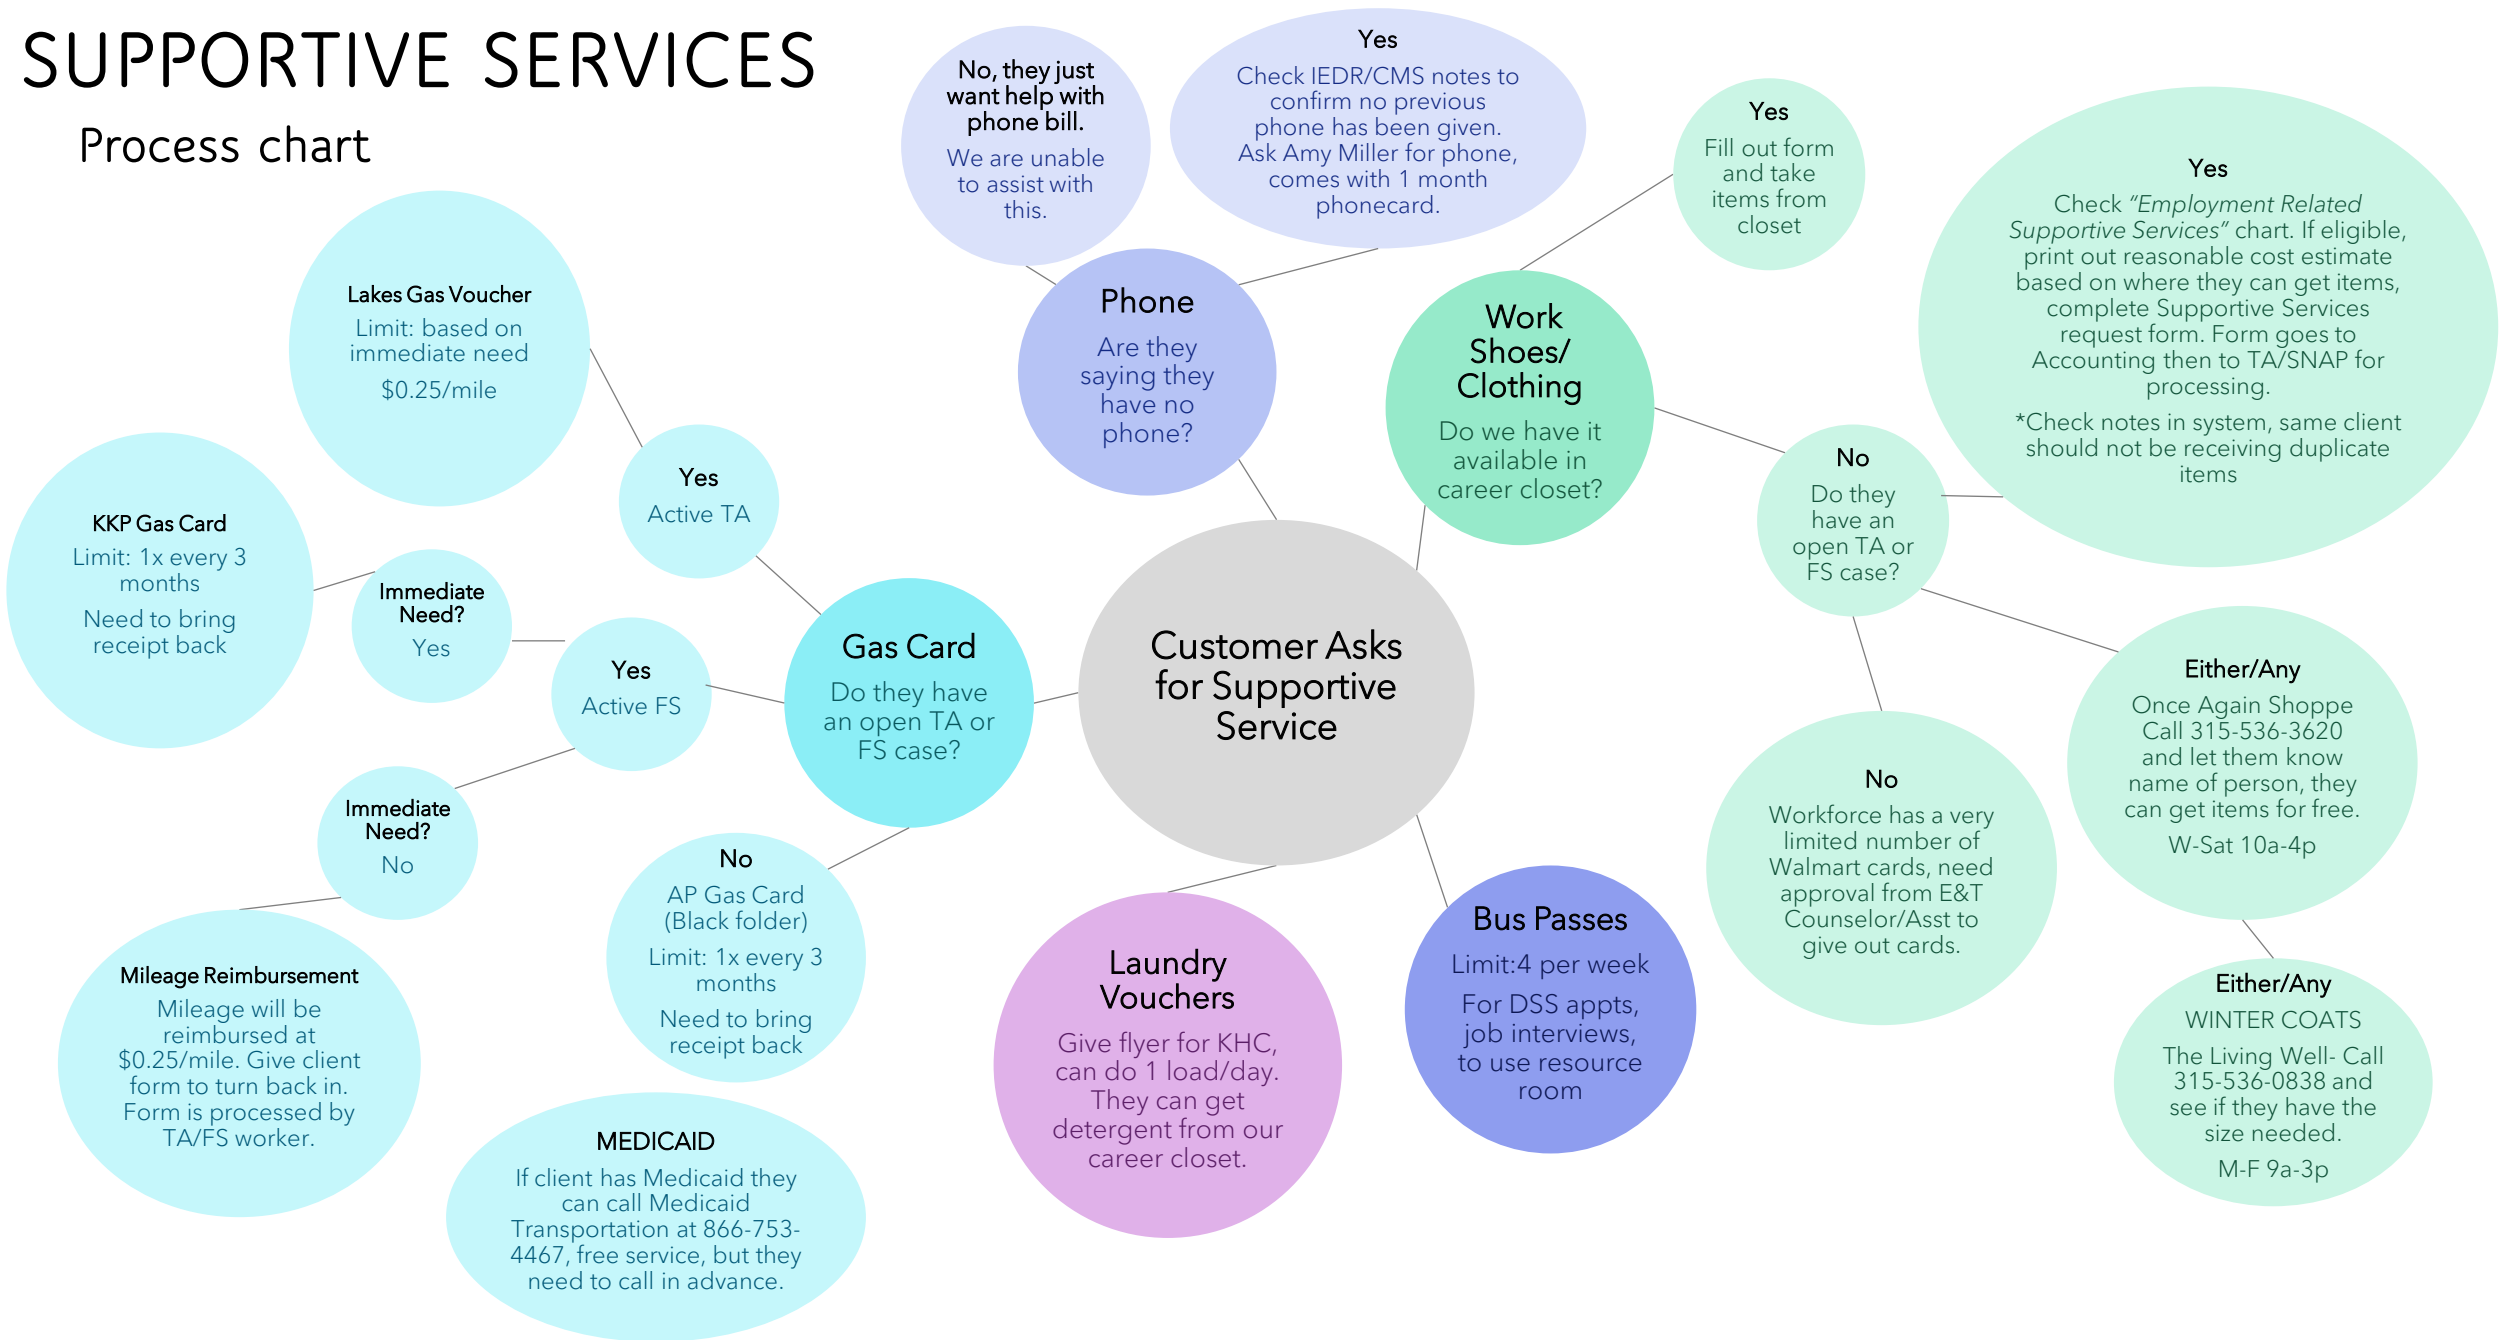 SUPPORTIVE SERVICES
Process chart
Customer Asks
for Supportive
Service
Phone
Are they
saying they
have no
phone?
No, they just
want help with
phone bill.
We are unable
to assist with
this.
Yes
Check IEDR/CMS notes to
confirm no previous
phone has been given.
Ask Amy Miller for phone,
comes with 1 month
phonecard.
Work
Shoes/
Clothing
Do we have it
available in
career closet?
Yes
Fill out form
and take
items from
closet
No
Do they
have an
open TA or
FS case?
Yes
Check “Employment Related
Supportive Services” chart. If eligible,
print out reasonable cost estimate
based on where they can get items,
complete Supportive Services
request form. Form goes to
Accounting then to TA/SNAP for
processing.
*Check notes in system, same client
should not be receiving duplicate
items
Either/Any
Once Again Shoppe
Call 315-536-3620
and let them know
name of person, they
can get items for free.
W-Sat 10a-4p
Either/Any
WINTER COATS
The Living Well- Call
315-536-0838 and
see if they have the
size needed.
M-F 9a-3p
No
Workforce has a very
limited number of
Walmart cards, need
approval from E&T
Counselor/Asst to
give out cards.
Bus Passes
Limit:4 per week
For DSS appts,
job interviews,
to use resource
room
Laundry
Vouchers
Give flyer for KHC,
can do 1 load/day.
They can get
detergent from our
career closet.
Gas Card
Do they have
an open TA or
FS case?
Yes
Active TA
Lakes Gas Voucher
Limit: based on
immediate need
$0.25/mile
Yes
Active FS
Immediate
Need?
Yes
KKP Gas Card
Limit: 1x every 3
months
Need to bring
receipt back
Immediate
Need?
No
Mileage Reimbursement
Mileage will be
reimbursed at
$0.25/mile. Give client
form to turn back in.
Form is processed by
TA/FS worker.
No
AP Gas Card
(Black folder)
Limit: 1x every 3
months
Need to bring
receipt back
MEDICAID
If client has Medicaid they
can call Medicaid
Transportation at 866-753-
4467, free service, but they
need to call in advance.